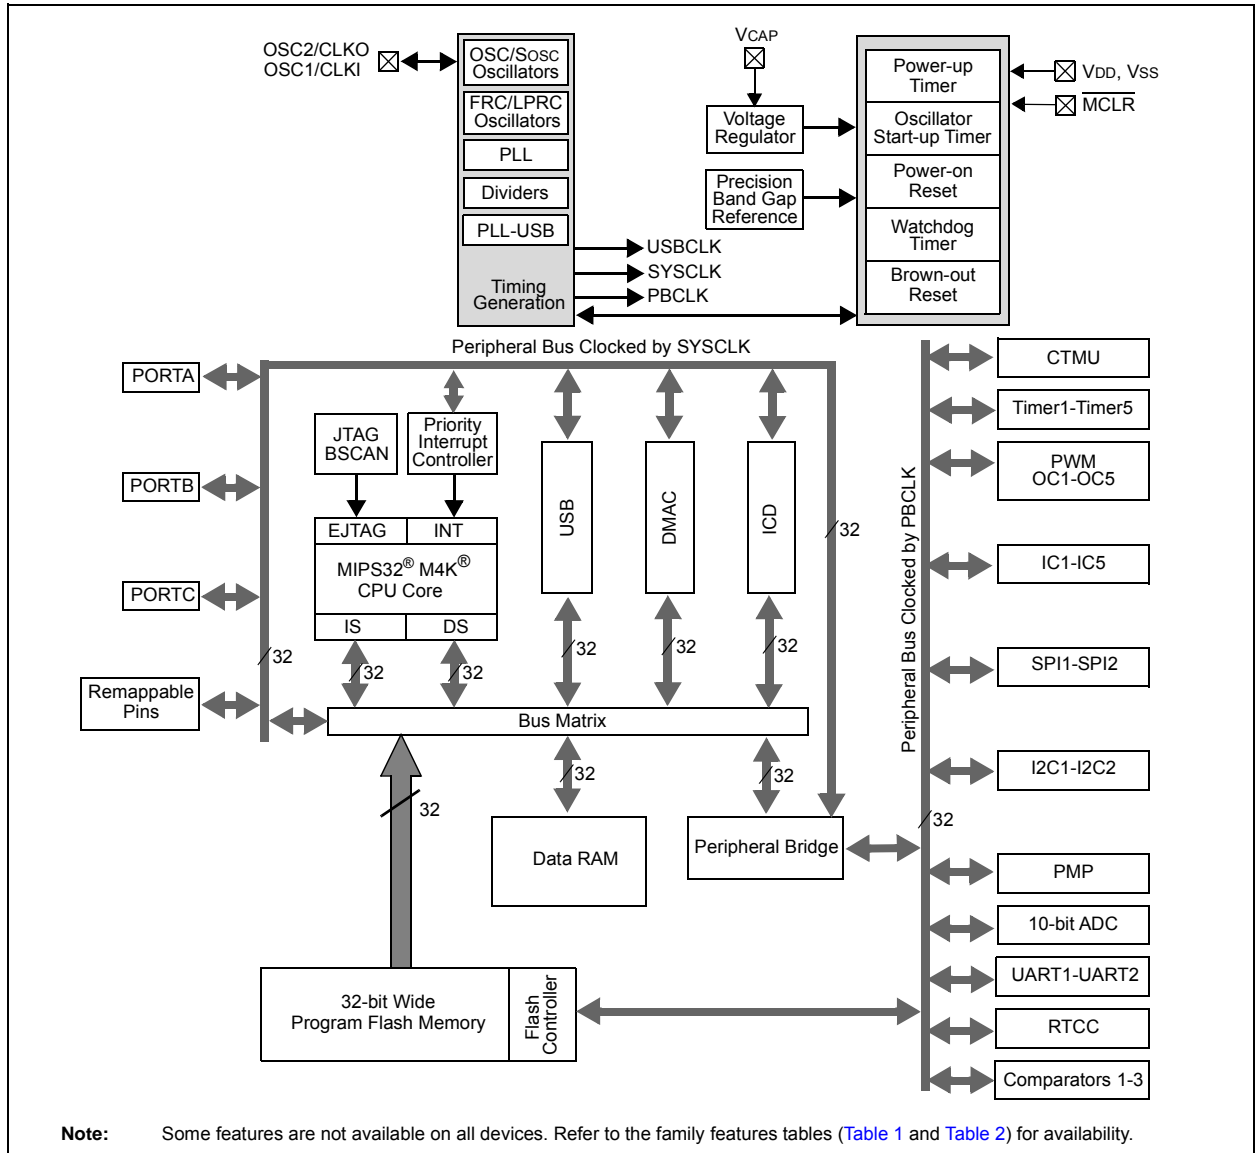 OSC2/CLKO
OSC1/CLKI
OSC/SOSC
Oscillators
FRC/LPRC
Oscillators
PLL
Dividers
PLL-USB
Timing
Generation
USBCLK
SYSCLK
PBCLK
VCAP
Voltage
Regulator
Precision
Band Gap
Reference
Power-up
Timer
Oscillator
Start-up Timer
Power-on
Reset
Watchdog
Timer
Brown-out
Reset
VDD, VSS
MCLR
Peripheral Bus Clocked by SYSCLK
PORTA
PORTB
PORTC
Remappable
Pins
32
JTAG
BSCAN
Priority
Interrupt
Controller
EJTAG
INT
MIPS32® M4K®
CPU Core
IS
DS
32
32
USB
32
DMAC
32
ICD
32
32
Bus Matrix
32
32
32
Data RAM
Peripheral Bridge
32-bit Wide
Program Flash Memory
Flash
Controller
Peripheral Bus Clocked by PBCLK
32
CTMU
Timer1-Timer5
PWM
OC1-OC5
IC1-IC5
SPI1-SPI2
I2C1-I2C2
PMP
10-bit ADC
UART1-UART2
RTCC
Comparators 1-3
Note: Some features are not available on all devices. Refer to the family features tables (Table 1 and Table 2) for availability.